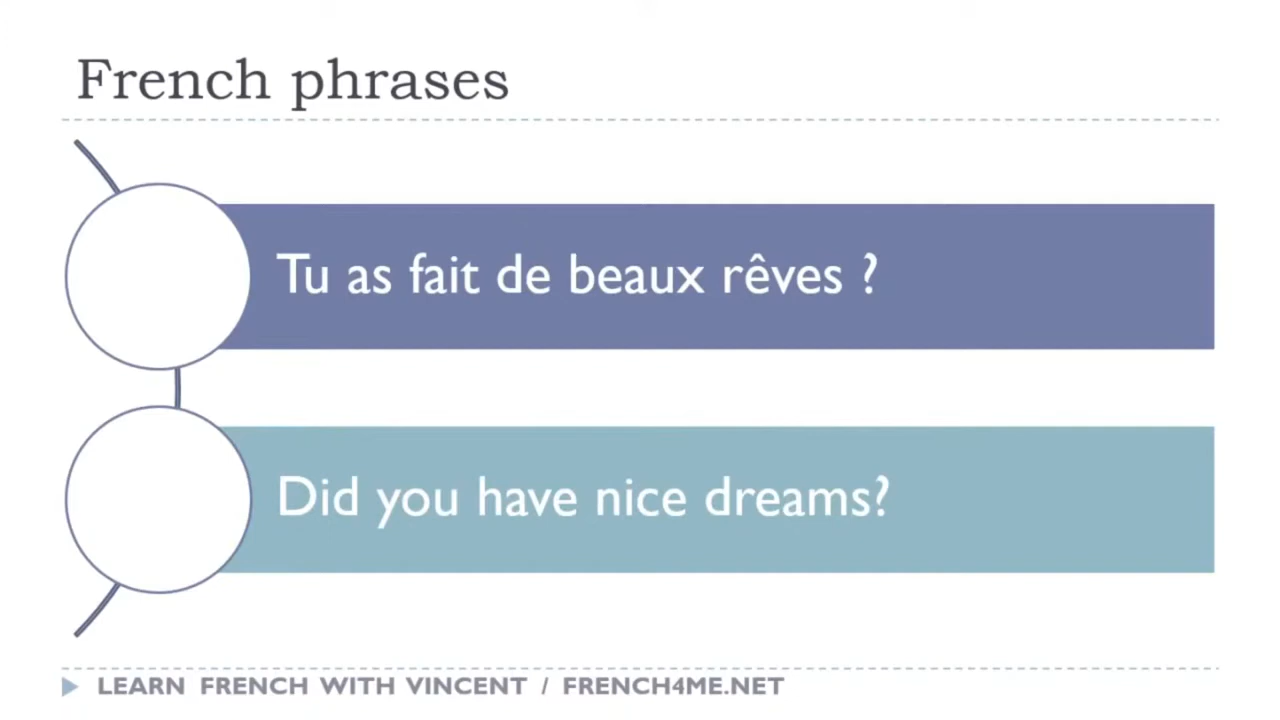 French phrases
Tu as fait de beaux rêves ?
Did you have nice dreams?
LEARN FRENCH WITH VINCENT / FRENCH4ME.NET